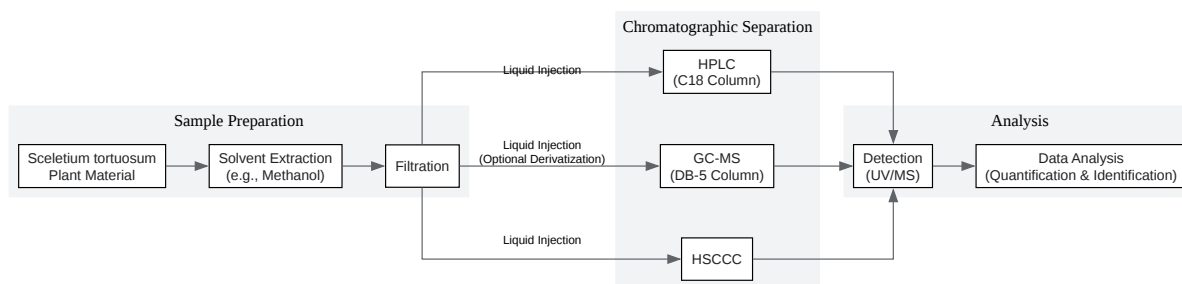 Chromatographic Separation
HPLC
(C18 Column)
Liquid Injection
Sample Preparation
Analysis
Sceletium tortuosum
Plant Material
Solvent Extraction
(e.g., Methanol)
Filtration
Liquid Injection
(Optional Derivatization)
GC-MS
(DB-5 Column)
Detection
(UV/MS)
Data Analysis
(Quantification & Identification)
Liquid Injection
HSCCC